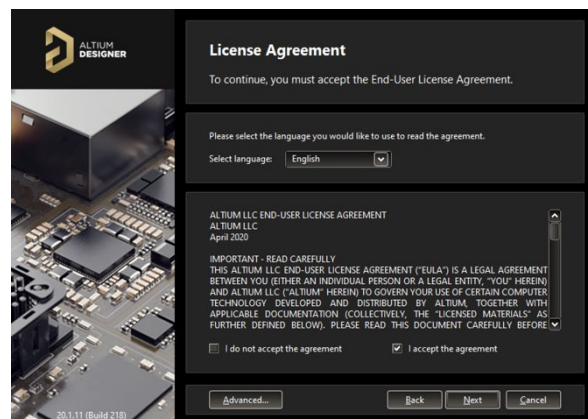 ALTIUM
DESIGNER
License Agreement
To continue, you must accept the End-User License Agreement.
Please select the language you would like to use to read the agreement.
Select language:
English
ALTIUM LLC END-USER LICENSE AGREEMENT
ALTIUM LLC
April 2020
IMPORTANT - READ CAREFULLY
THIS ALTIUM LLC END-USER LICENSE AGREEMENT ("EULA") IS A LEGAL AGREEMENT
BETWEEN YOU (EITHER AN INDIVIDUAL PERSON OR A LEGAL ENTITY, "YOU" HEREIN)
AND ALTIUM LLC ("ALTIUM" HEREIN) TO GOVERN YOUR USE OF CERTAIN COMPUTER
TECHNOLOGY DEVELOPED AND DISTRIBUTED BY ALTIUM, TOGETHER WITH
APPLICABLE DOCUMENTATION (COLLECTIVELY, THE "LICENSED MATERIALS" AS
FURTHER DEFINED BELOW). PLEASE READ THIS DOCUMENT CAREFULLY BEFORE
I do not accept the agreement
I accept the agreement
Advanced...
Back
Next
Cancel
20.1.11 (Build 218)